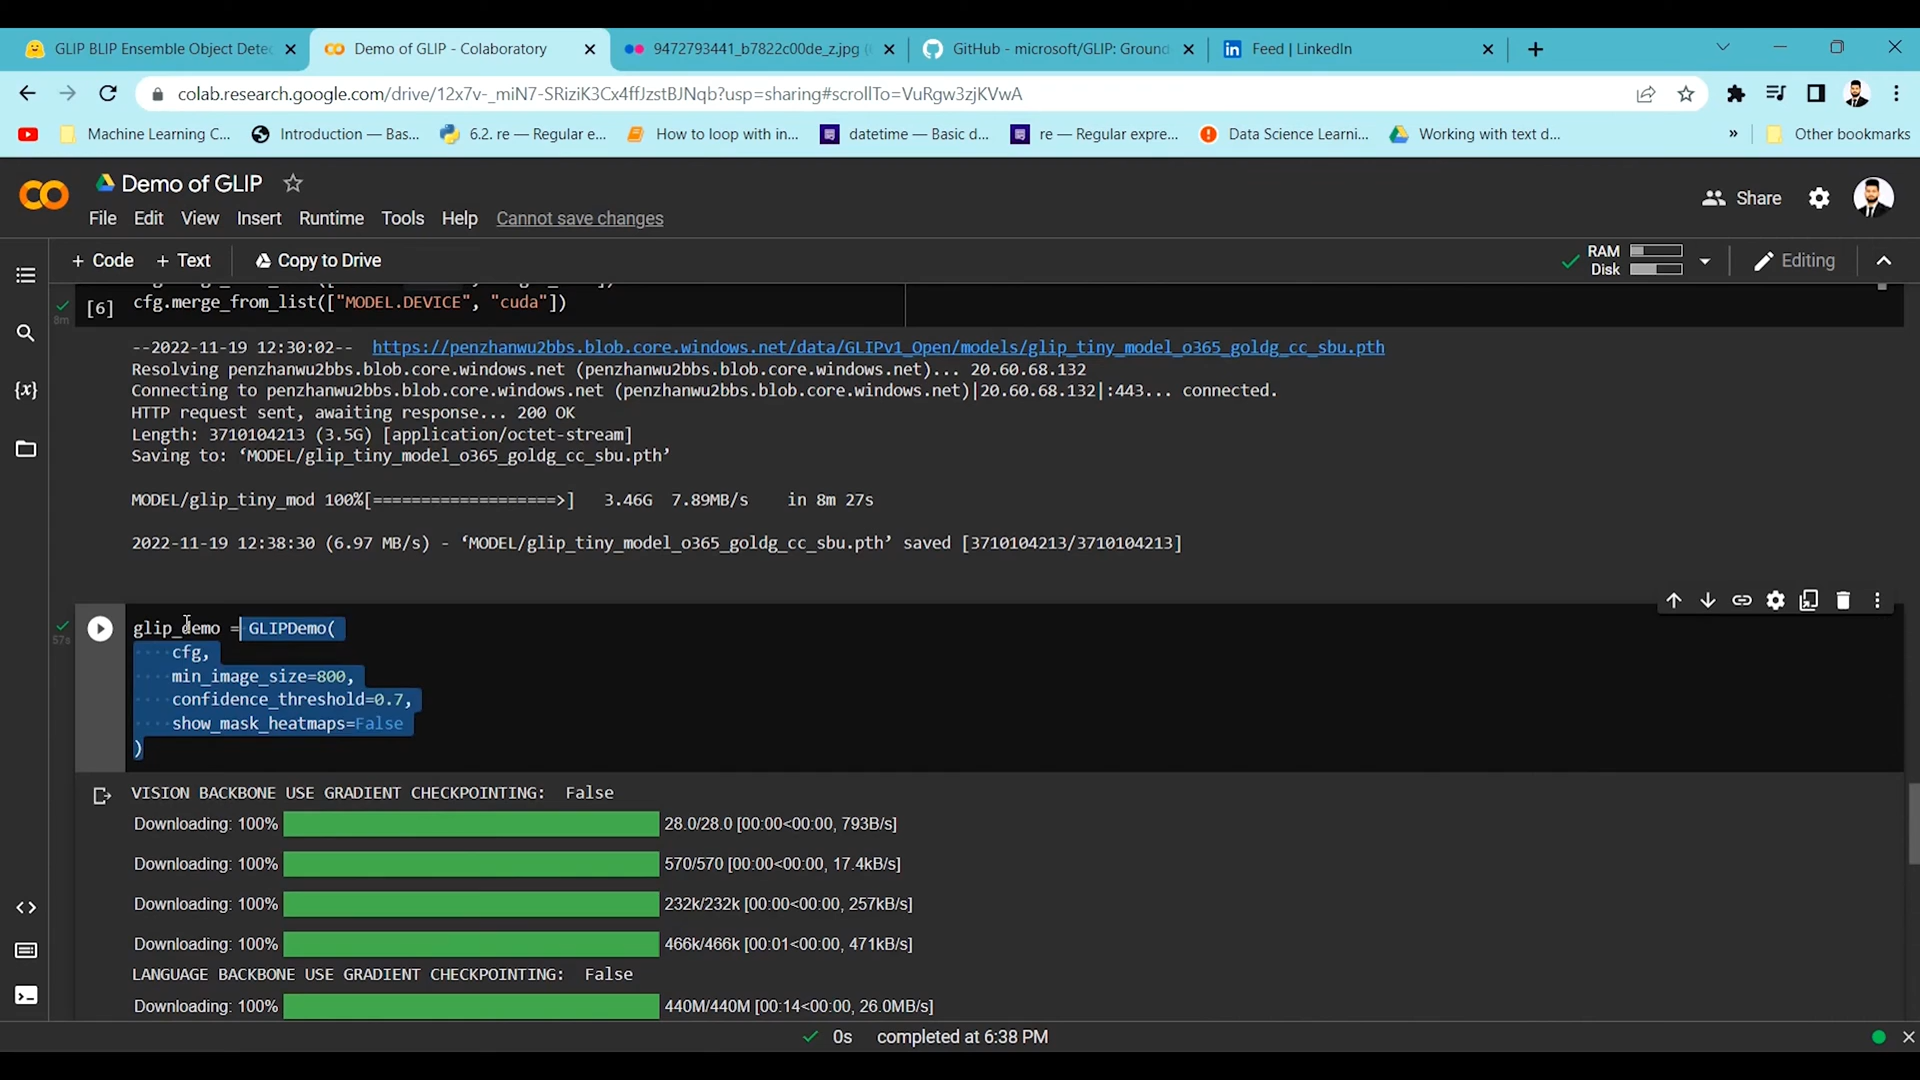 GLIP BLIP Ensemble Object Detec
Demo of GLIP - Colaboratory
9472793441_b7822c00de_z.jpg (
GitHub - microsoft/GLIP: Ground
Feed | LinkedIn
colab.research.google.com/drive/12x7v-_miN7-SRiziK3Cx4ffJzstBJNqb?usp=sharing#scrollTo=VuRgw3zjKVwA
Machine Learning C...
Introduction — Bas...
6.2. re — Regular e...
How to loop with in...
datetime — Basic d...
re — Regular expre...
Data Science Learni...
Working with text d...
»
Other bookmarks
Demo of GLIP
Share
File Edit View Insert Runtime Tools Help Cannot save changes
+ Code + Text Copy to Drive
RAM
Disk
Editing
[6]
8m
cfg.merge_from_list(["MODEL.DEVICE", "cuda"])
--2022-11-19 12:30:02-- https://penzhanwu2bbs.blob.core.windows.net/data/GLIPv1_Open/models/glip_tiny_model_o365_goldg_cc_sbu.pth
Resolving penzhanwu2bbs.blob.core.windows.net (penzhanwu2bbs.blob.core.windows.net)... 20.60.68.132
Connecting to penzhanwu2bbs.blob.core.windows.net (penzhanwu2bbs.blob.core.windows.net)|20.60.68.132|:443... connected.
HTTP request sent, awaiting response... 200 OK
Length: 3710104213 (3.5G) [application/octet-stream]
Saving to: ‘MODEL/glip_tiny_model_o365_goldg_cc_sbu.pth’
MODEL/glip_tiny_mod 100%[===================>] 3.46G 7.89MB/s in 8m 27s
2022-11-19 12:38:30 (6.97 MB/s) - ‘MODEL/glip_tiny_model_o365_goldg_cc_sbu.pth’ saved [3710104213/3710104213]
57s
glip_demo = GLIPDemo(
cfg,
min_image_size=800,
confidence_threshold=0.7,
show_mask_heatmaps=False
)
VISION BACKBONE USE GRADIENT CHECKPOINTING: False
Downloading: 100% 28.0/28.0 [00:00<00:00, 793B/s]
Downloading: 100% 570/570 [00:00<00:00, 17.4kB/s]
Downloading: 100% 232k/232k [00:00<00:00, 257kB/s]
Downloading: 100% 466k/466k [00:01<00:00, 471kB/s]
LANGUAGE BACKBONE USE GRADIENT CHECKPOINTING: False
Downloading: 100% 440M/440M [00:14<00:00, 26.0MB/s]
0s completed at 6:38 PM